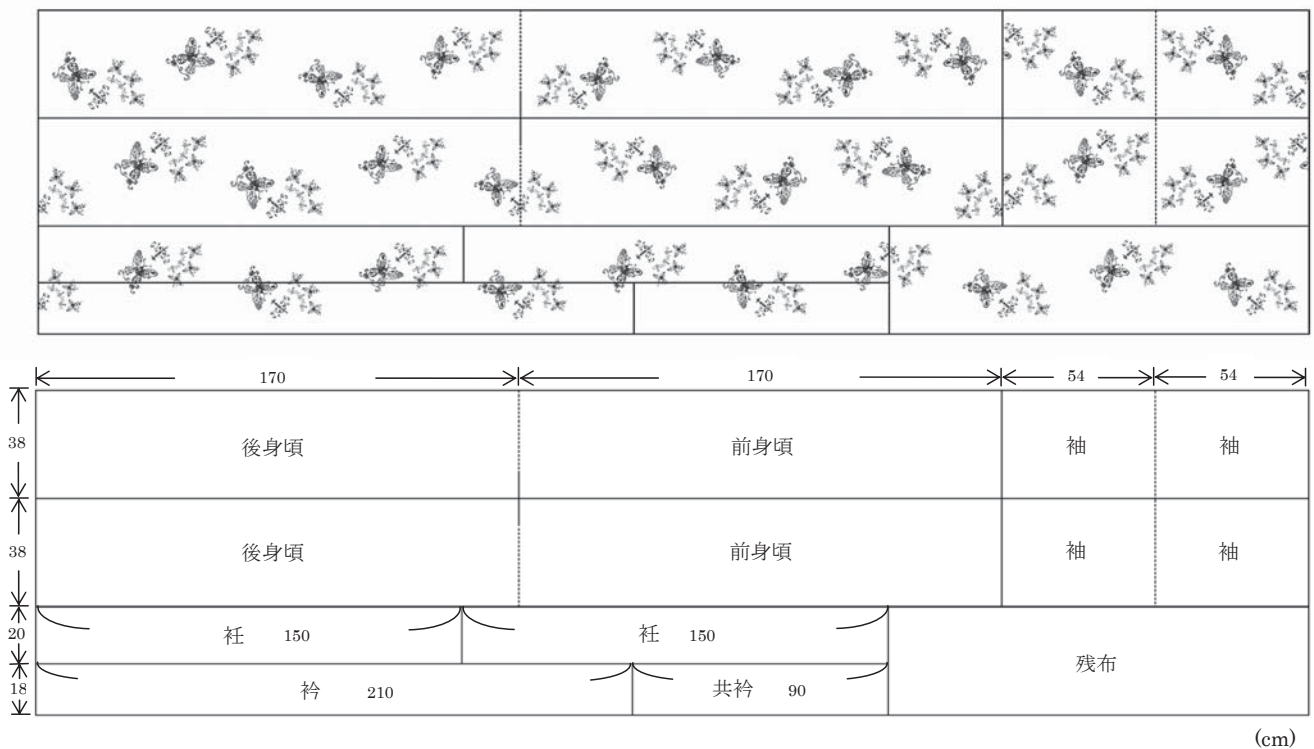 170 170 54 54
38 後身頃 前身頃 袖 袖
38 後身頃 前身頃 袖 袖
20 衽 150 衽 150
残布
18 衿 210 共衿 90
(cm)